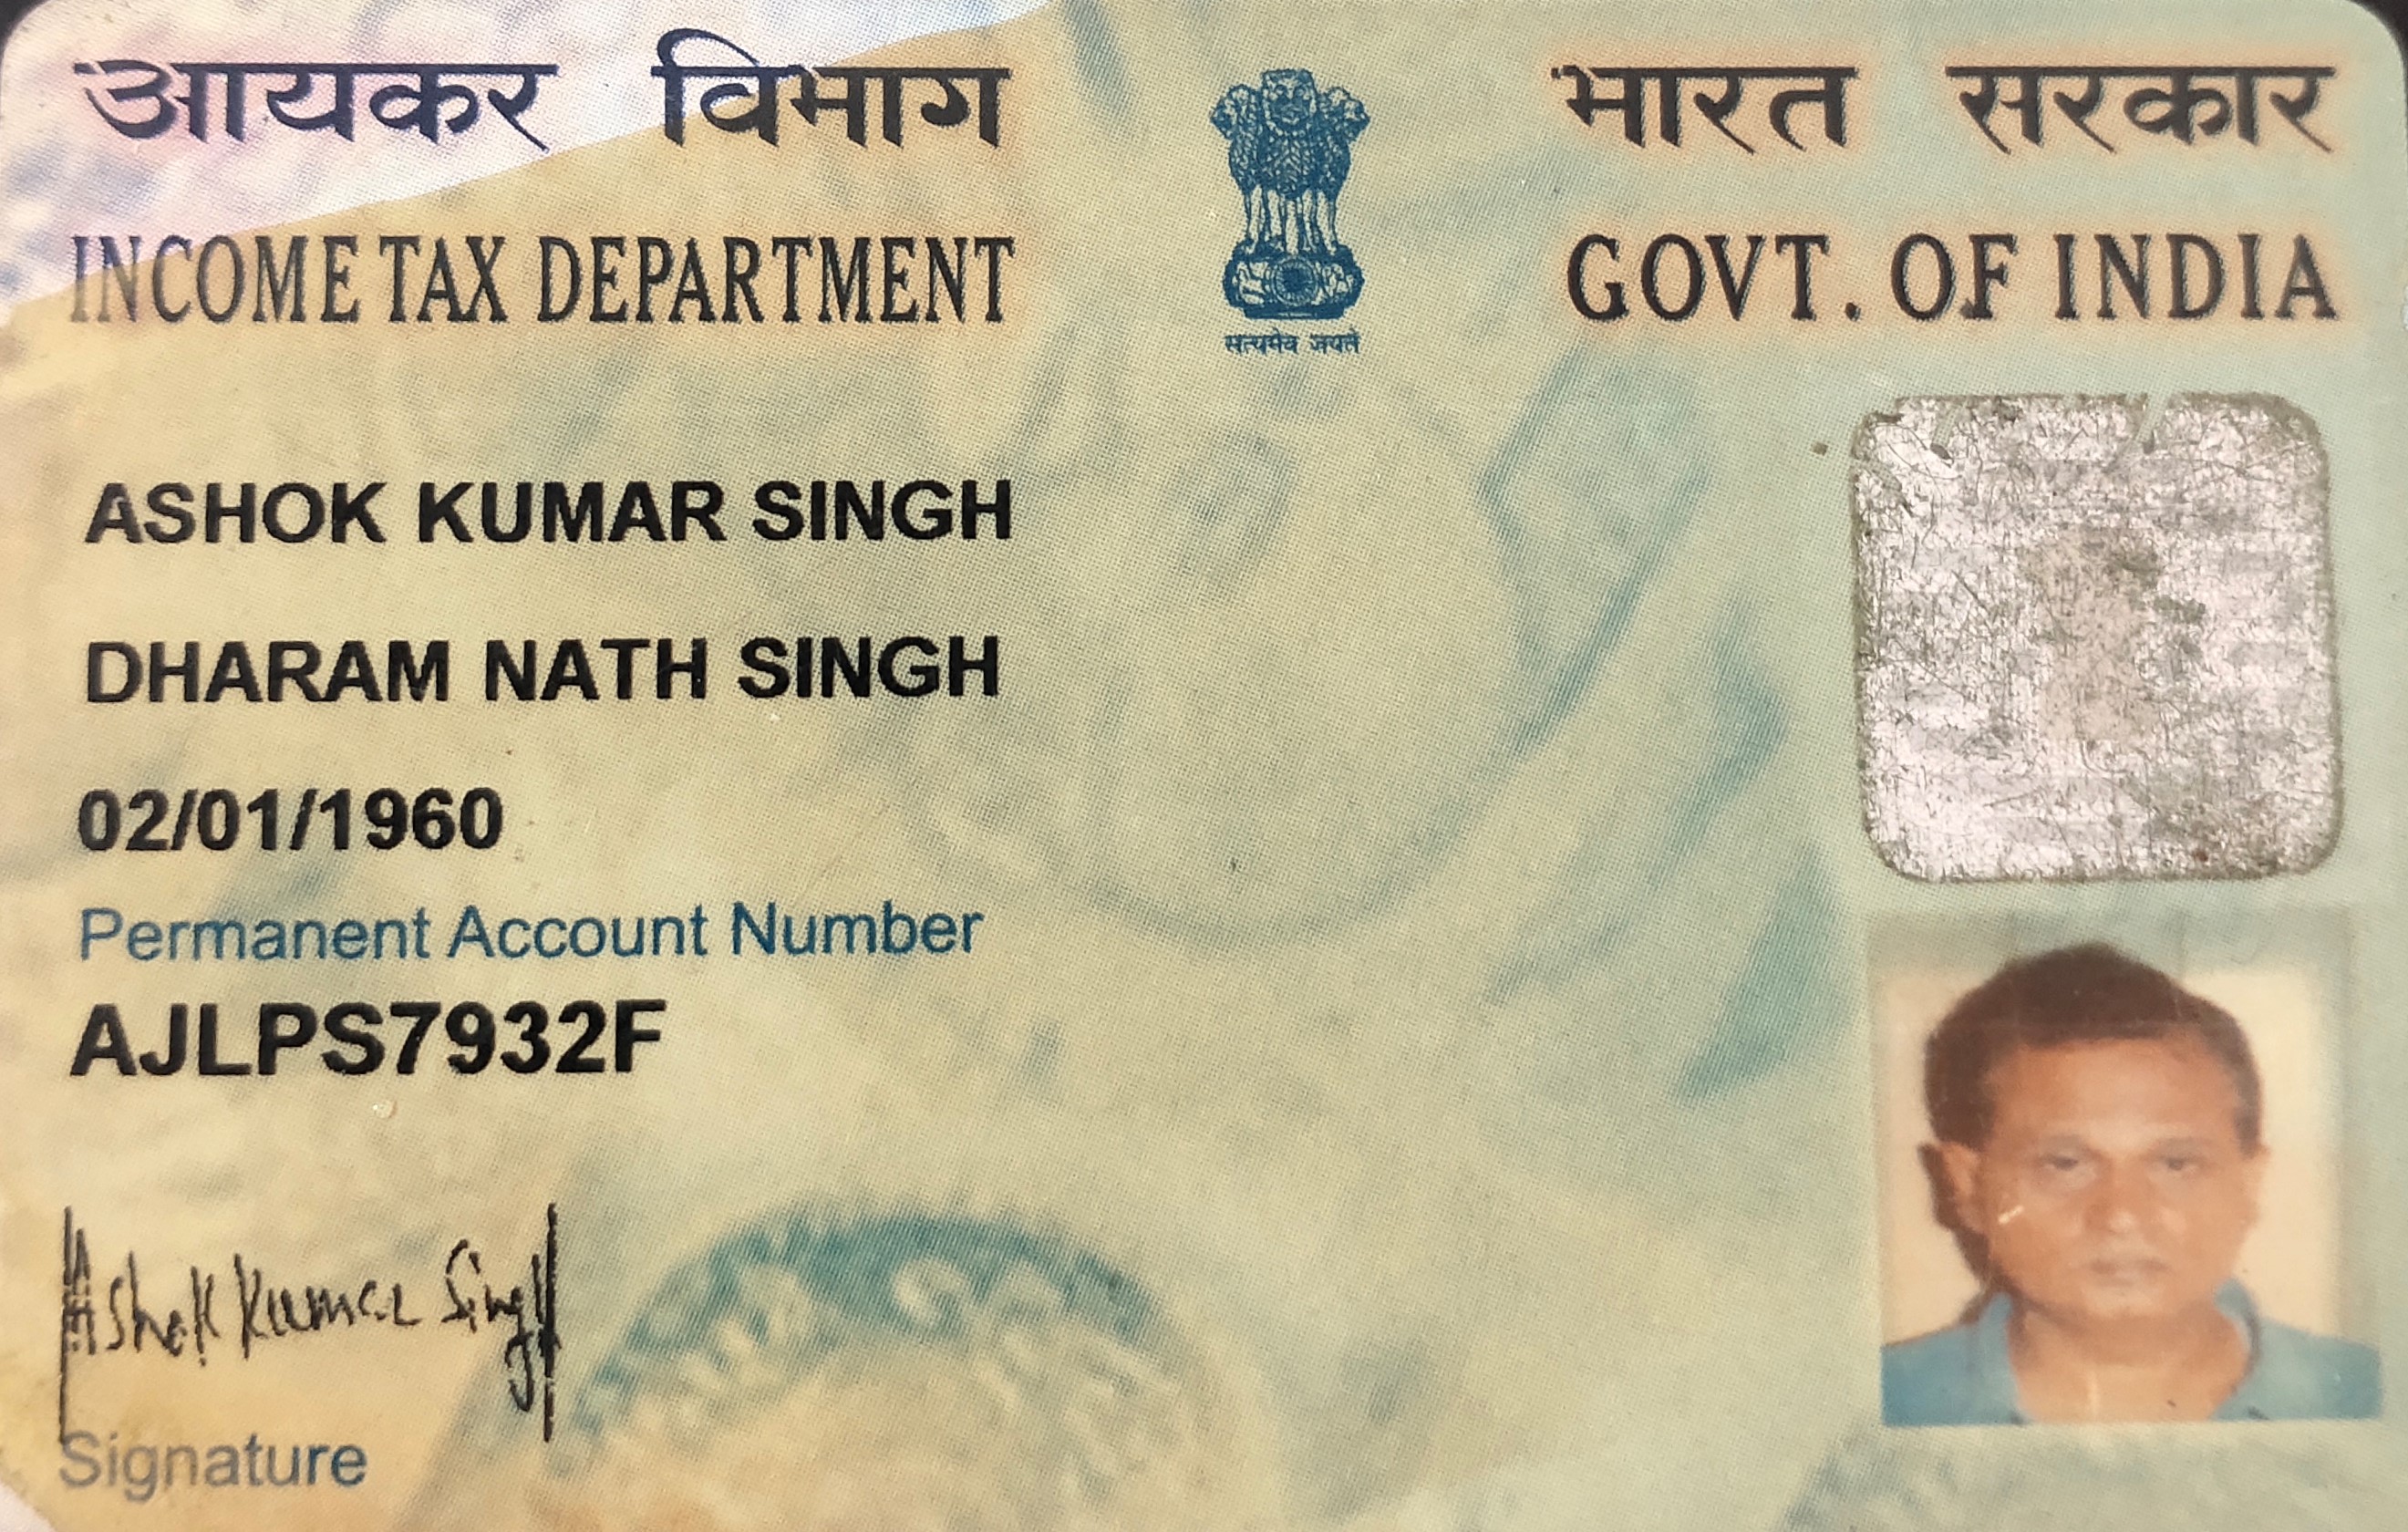 आयकर विभाग
INCOME TAX DEPARTMENT
भारत सरकार
GOVT. OF INDIA
सत्यमेव जयते
ASHOK KUMAR SINGH
DHARAM NATH SINGH
02/01/1960
Permanent Account Number
AJLPS7932F
Ashok Kumar Singh
Signature